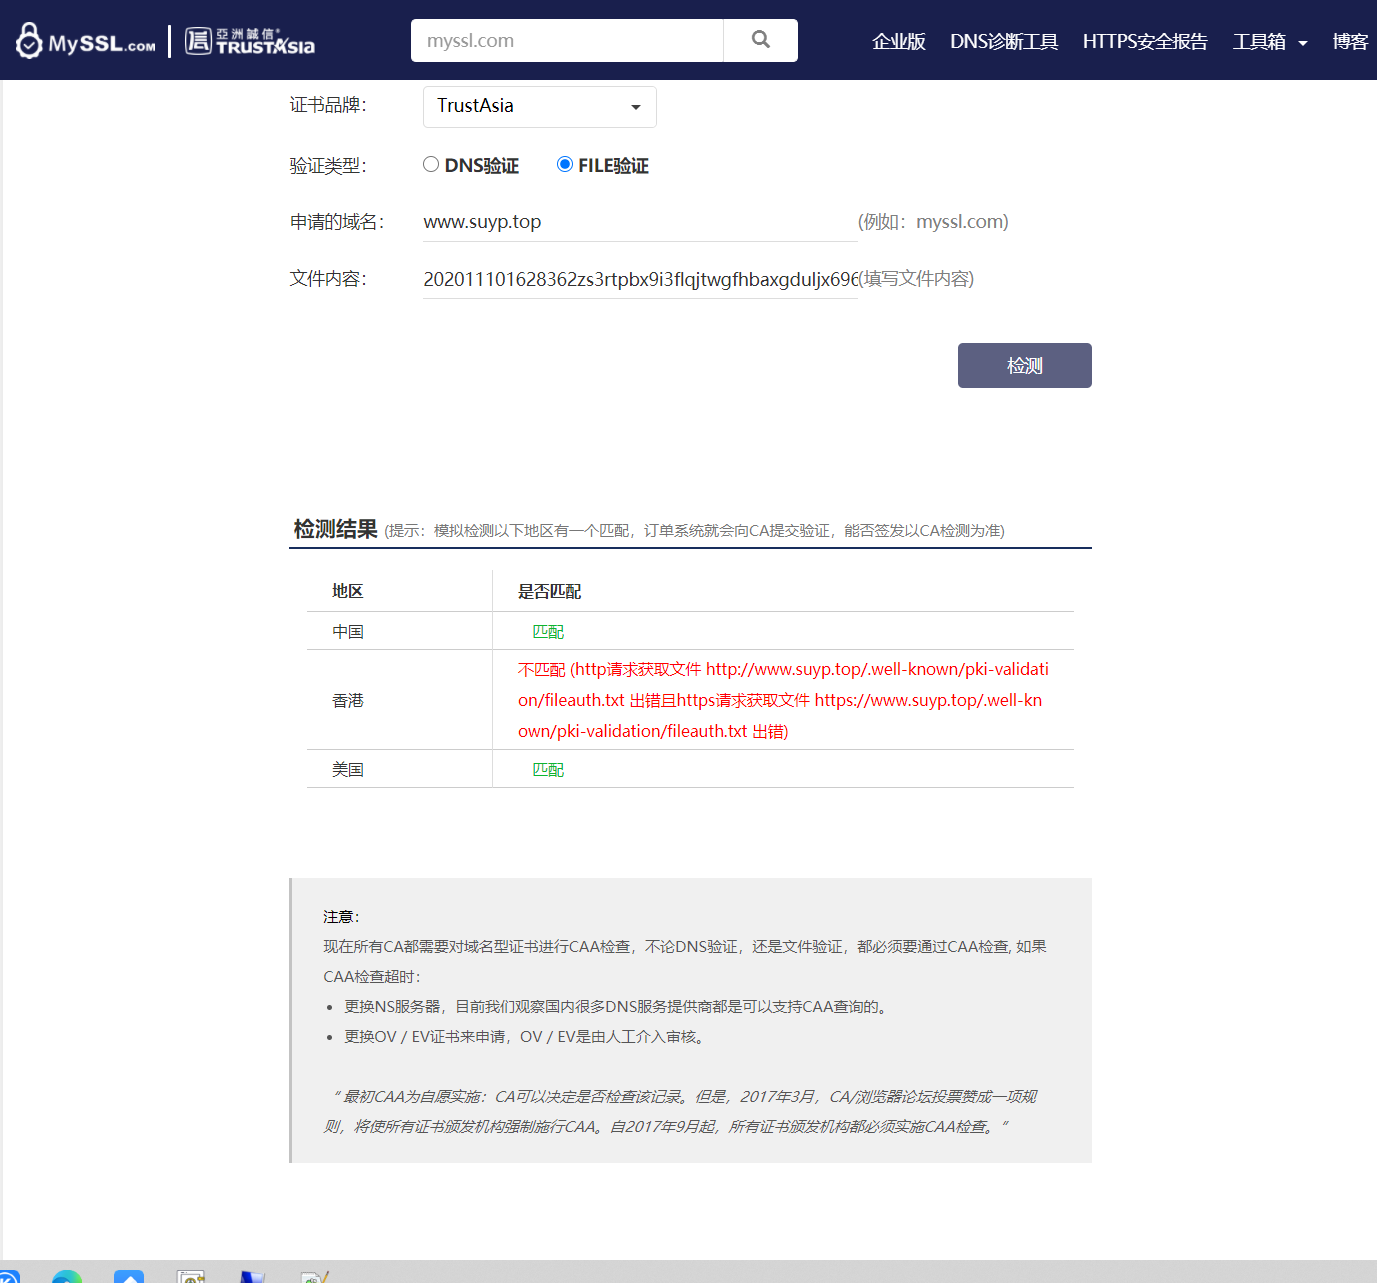 MySSL.COM
亞洲誠信
TRUSTAsia
myssl.com
企业版 DNS诊断工具 HTTPS安全报告 工具箱 博客
证书品牌： TrustAsia
验证类型： DNS验证 FILE验证
申请的域名： www.suyp.top (例如：myssl.com)
文件内容： 202011101628362zs3rtpbx9i3flqjtwgfhbaxgduljx696 (填写文件内容)
检测
检测结果 (提示：模拟检测以下地区有一个匹配，订单系统就会向CA提交验证，能否签发以CA检测为准)
地区 是否匹配
中国 匹配
香港 不匹配 (http请求获取文件 http://www.suyp.top/.well-known/pki-validati
on/fileauth.txt 出错且https请求获取文件 https://www.suyp.top/.well-kn
own/pki-validation/fileauth.txt 出错)
美国 匹配
注意：
现在所有CA都需要对域名型证书进行CAA检查，不论DNS验证，还是文件验证，都必须要通过CAA检查, 如果
CAA检查超时：
• 更换NS服务器，目前我们观察国内很多DNS服务提供商都是可以支持CAA查询的。
• 更换OV / EV证书来申请，OV / EV是由人工介入审核。
“ 最初CAA为自愿实施：CA可以决定是否检查该记录。但是，2017年3月，CA/浏览器论坛投票赞成一项规
则，将使所有证书颁发机构强制施行CAA。自2017年9月起，所有证书颁发机构都必须实施CAA检查。”